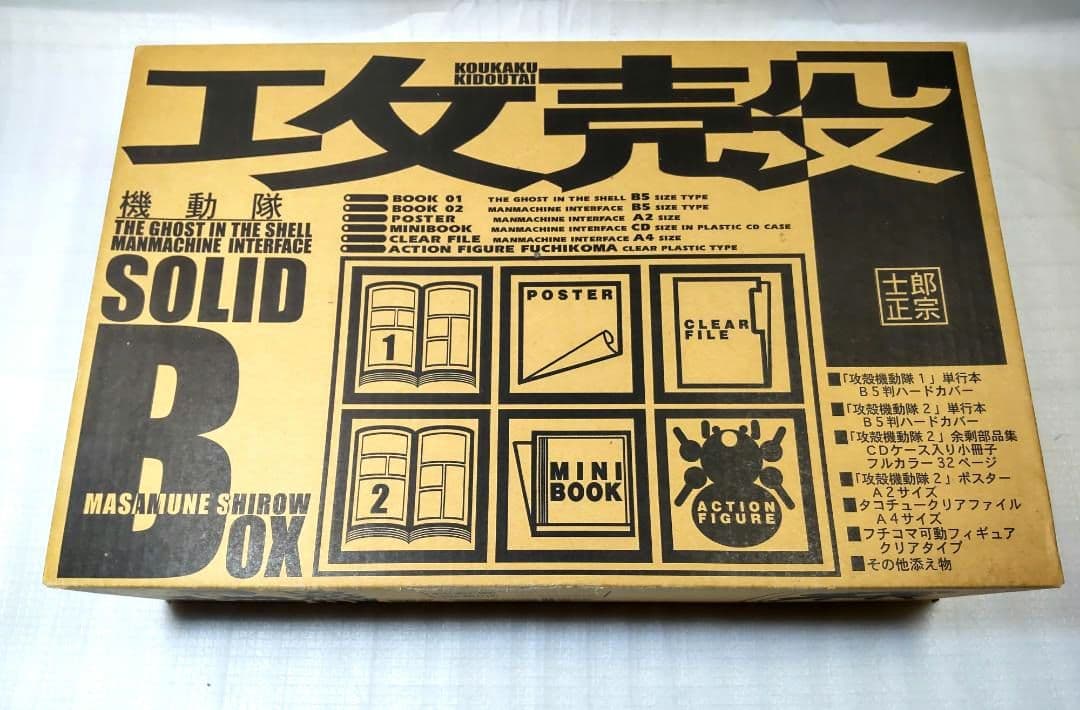 攻殻
KOUKAKU
KIDOUTAI
機動隊
THE GHOST IN THE SHELL
MANMACHINE INTERFACE
SOLID
BOX
MASAMUNE SHIROW
BOOK 01 THE GHOST IN THE SHELL B5 SIZE TYPE
BOOK 02 MANMACHINE INTERFACE B5 SIZE TYPE
POSTER MANMACHINE INTERFACE A2 SIZE
MINIBOOK MANMACHINE INTERFACE CD SIZE IN PLASTIC CD CASE
CLEAR FILE MANMACHINE INTERFACE A4 SIZE
ACTION FIGURE FUCHIKOMA CLEAR PLASTIC TYPE
1
POSTER
CLEAR
FILE
2
MINI
BOOK
ACTION
FIGURE
士郎
正宗
■「攻殻機動隊1」単行本
B5判ハードカバー
■「攻殻機動隊2」単行本
B5判ハードカバー
■「攻殻機動隊2」余剰部品集
CDケース入り小冊子
フルカラー32ページ
■「攻殻機動隊2」ポスター
A2サイズ
■タコチュークリアファイル
A4サイズ
■フチコマ可動フィギュア
クリアタイプ
■その他添え物